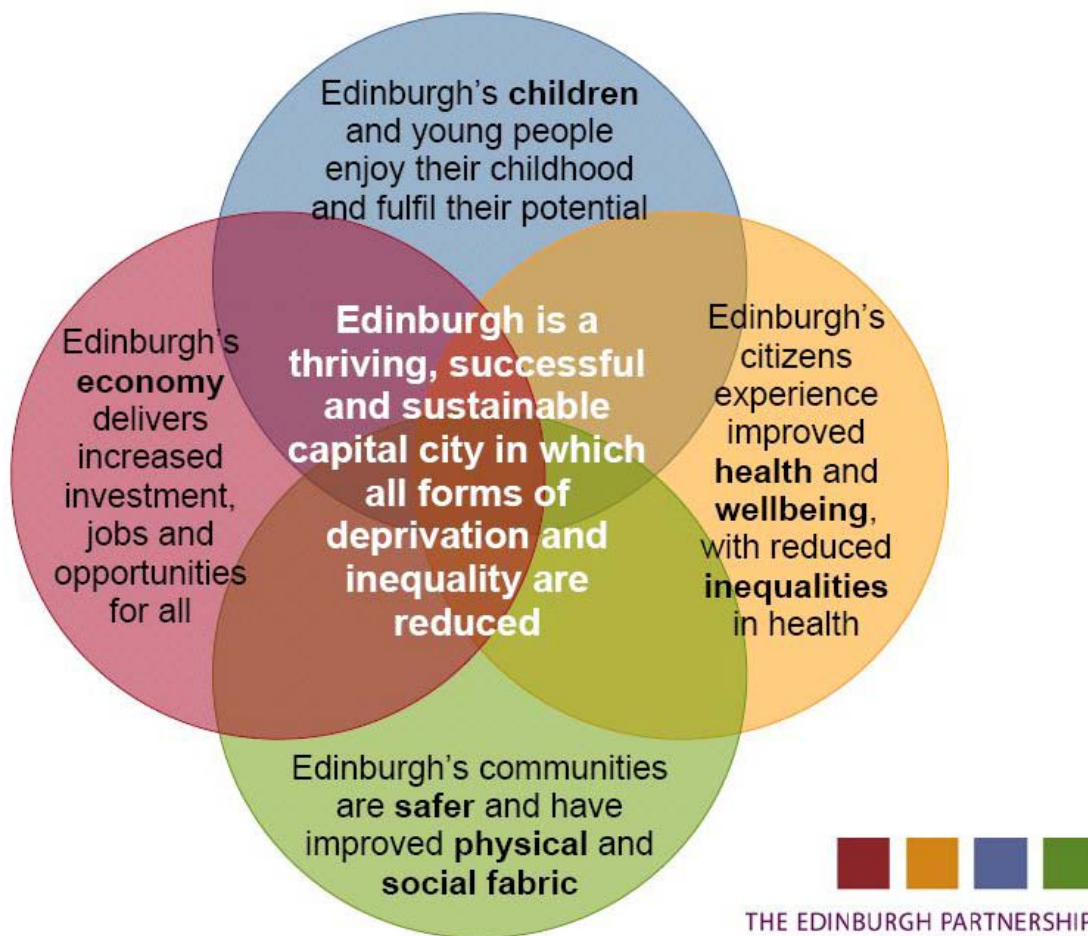 Edinburgh's children
and young people
enjoy their childhood
and fulfil their potential
Edinburgh's
economy
delivers
increased
investment,
jobs and
opportunities
for all
Edinburgh is a
thriving, successful
and sustainable
capital city in which
all forms of
deprivation and
inequality are
reduced
Edinburgh's
citizens
experience
improved
health and
wellbeing,
with reduced
inequalities
in health
Edinburgh's communities
are safer and have
improved physical and
social fabric
THE EDINBURGH PARTNERSHIP